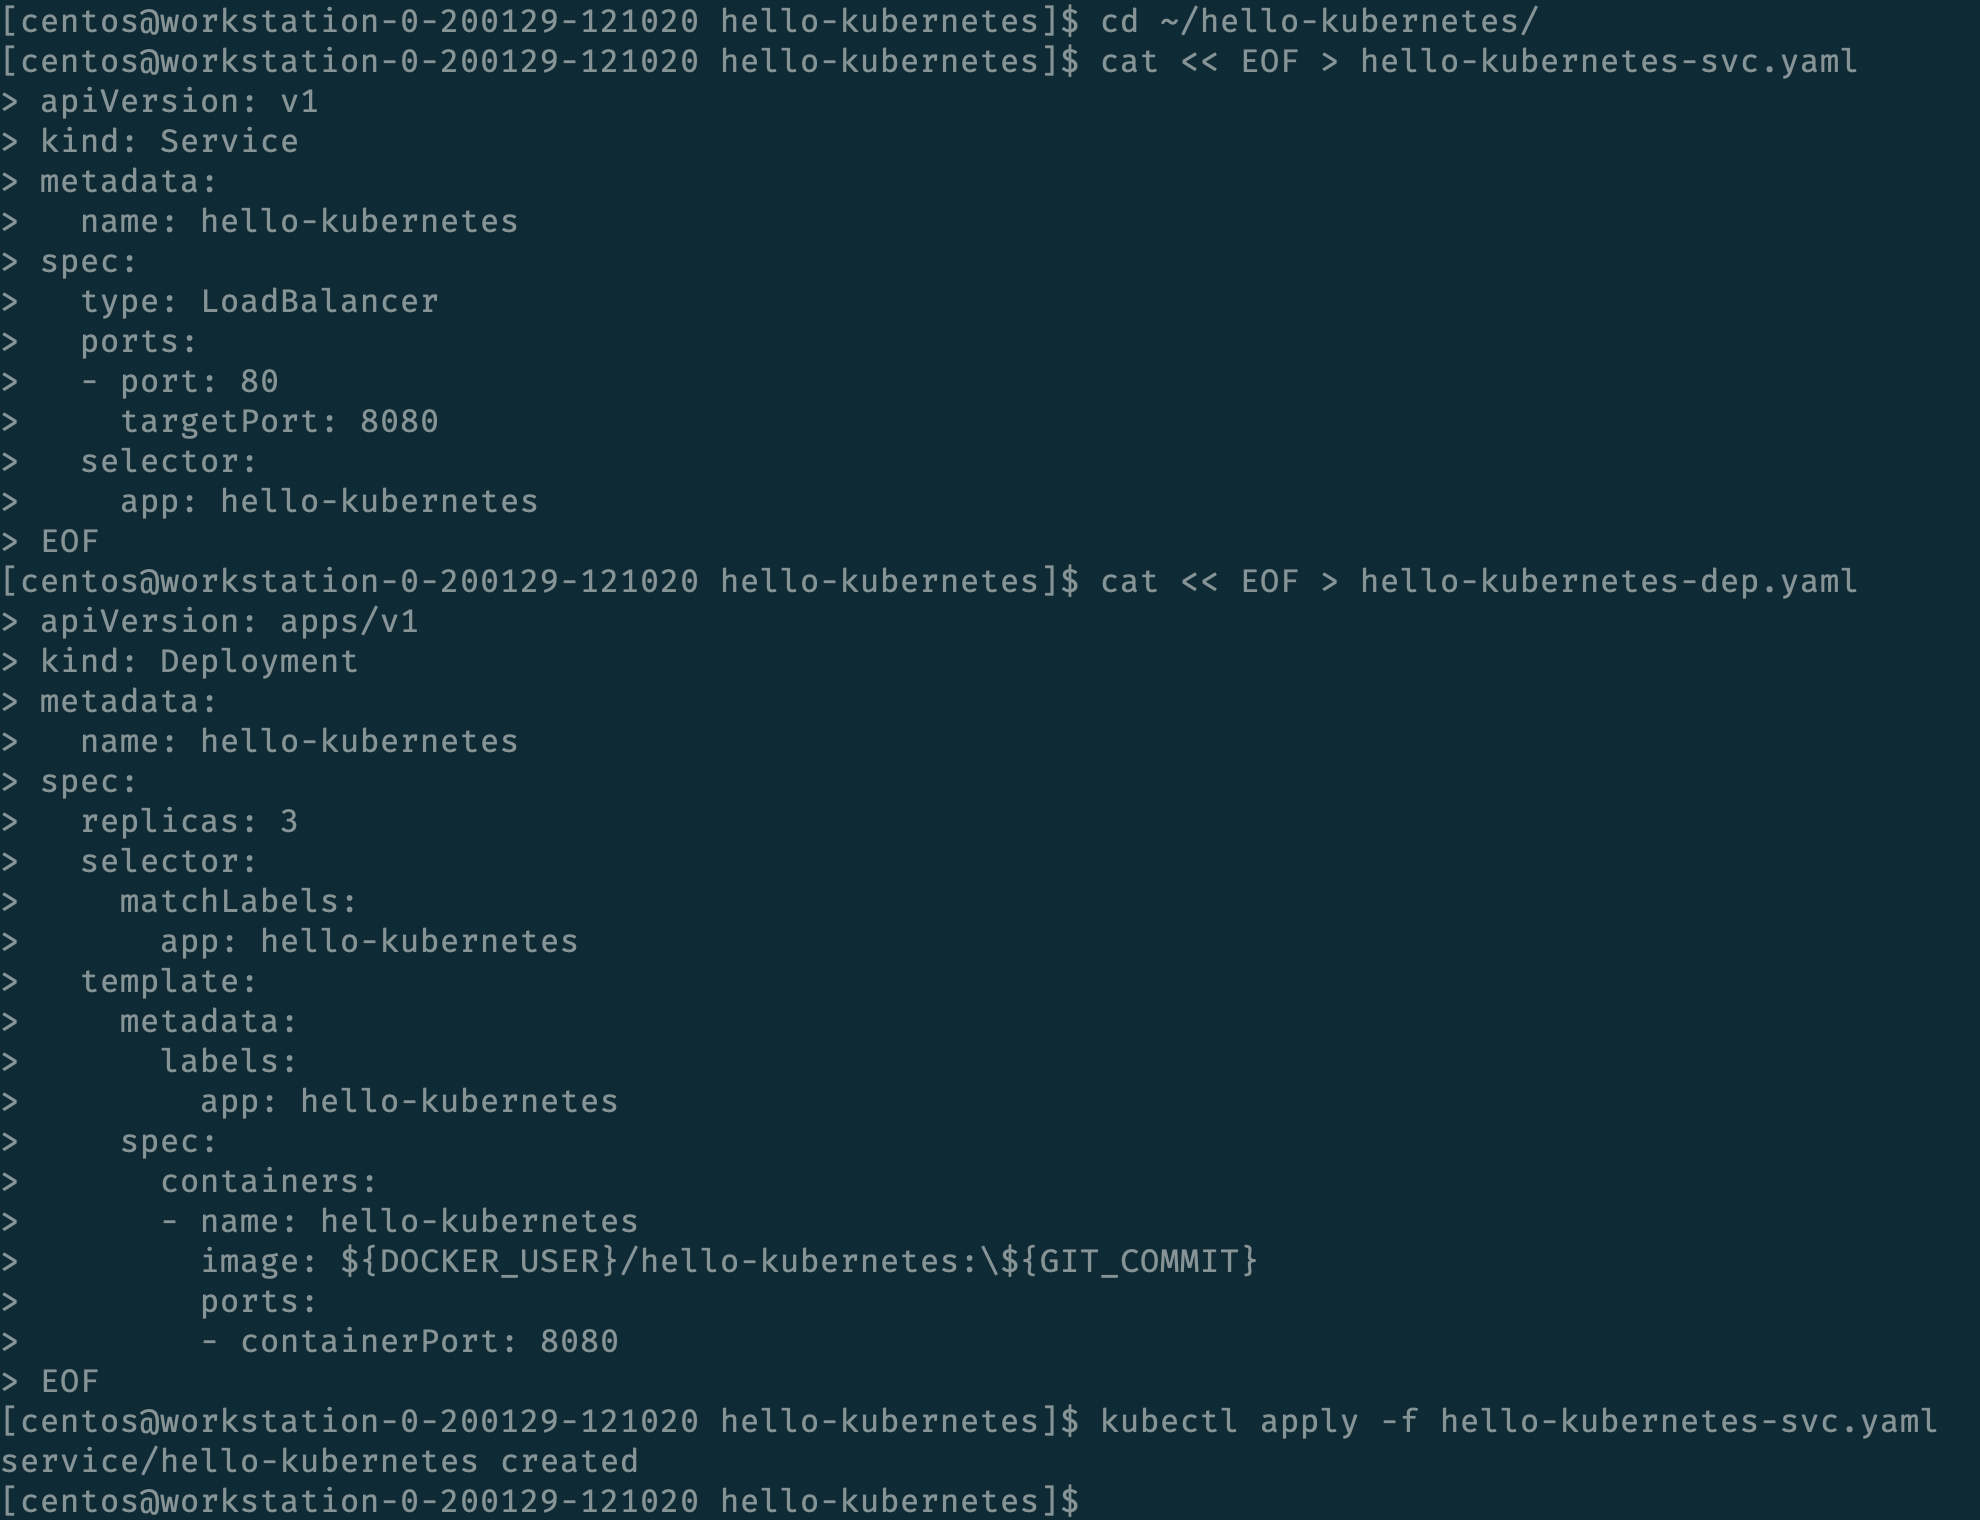 [centos@workstation-0-200129-121020 hello-kubernetes]$ cd ~/hello-kubernetes/
[centos@workstation-0-200129-121020 hello-kubernetes]$ cat << EOF > hello-kubernetes-svc.yaml
> apiVersion: v1
> kind: Service
> metadata:
>   name: hello-kubernetes
> spec:
>   type: LoadBalancer
>   ports:
>   - port: 80
>     targetPort: 8080
>   selector:
>     app: hello-kubernetes
> EOF
[centos@workstation-0-200129-121020 hello-kubernetes]$ cat << EOF > hello-kubernetes-dep.yaml
> apiVersion: apps/v1
> kind: Deployment
> metadata:
>   name: hello-kubernetes
> spec:
>   replicas: 3
>   selector:
>     matchLabels:
>       app: hello-kubernetes
>   template:
>     metadata:
>       labels:
>         app: hello-kubernetes
>     spec:
>       containers:
>       - name: hello-kubernetes
>         image: ${DOCKER_USER}/hello-kubernetes:\${GIT_COMMIT}
>         ports:
>         - containerPort: 8080
> EOF
[centos@workstation-0-200129-121020 hello-kubernetes]$ kubectl apply -f hello-kubernetes-svc.yaml
service/hello-kubernetes created
[centos@workstation-0-200129-121020 hello-kubernetes]$